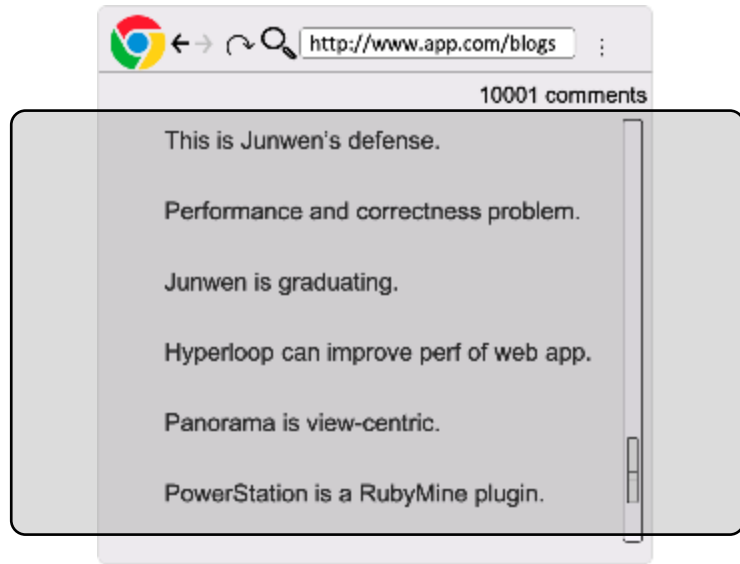 http://www.app.com/blogs
10001 comments
This is Junwen's defense.
Performance and correctness problem.
Junwen is graduating.
Hyperloop can improve perf of web app.
Panorama is view-centric.
PowerStation is a RubyMine plugin.